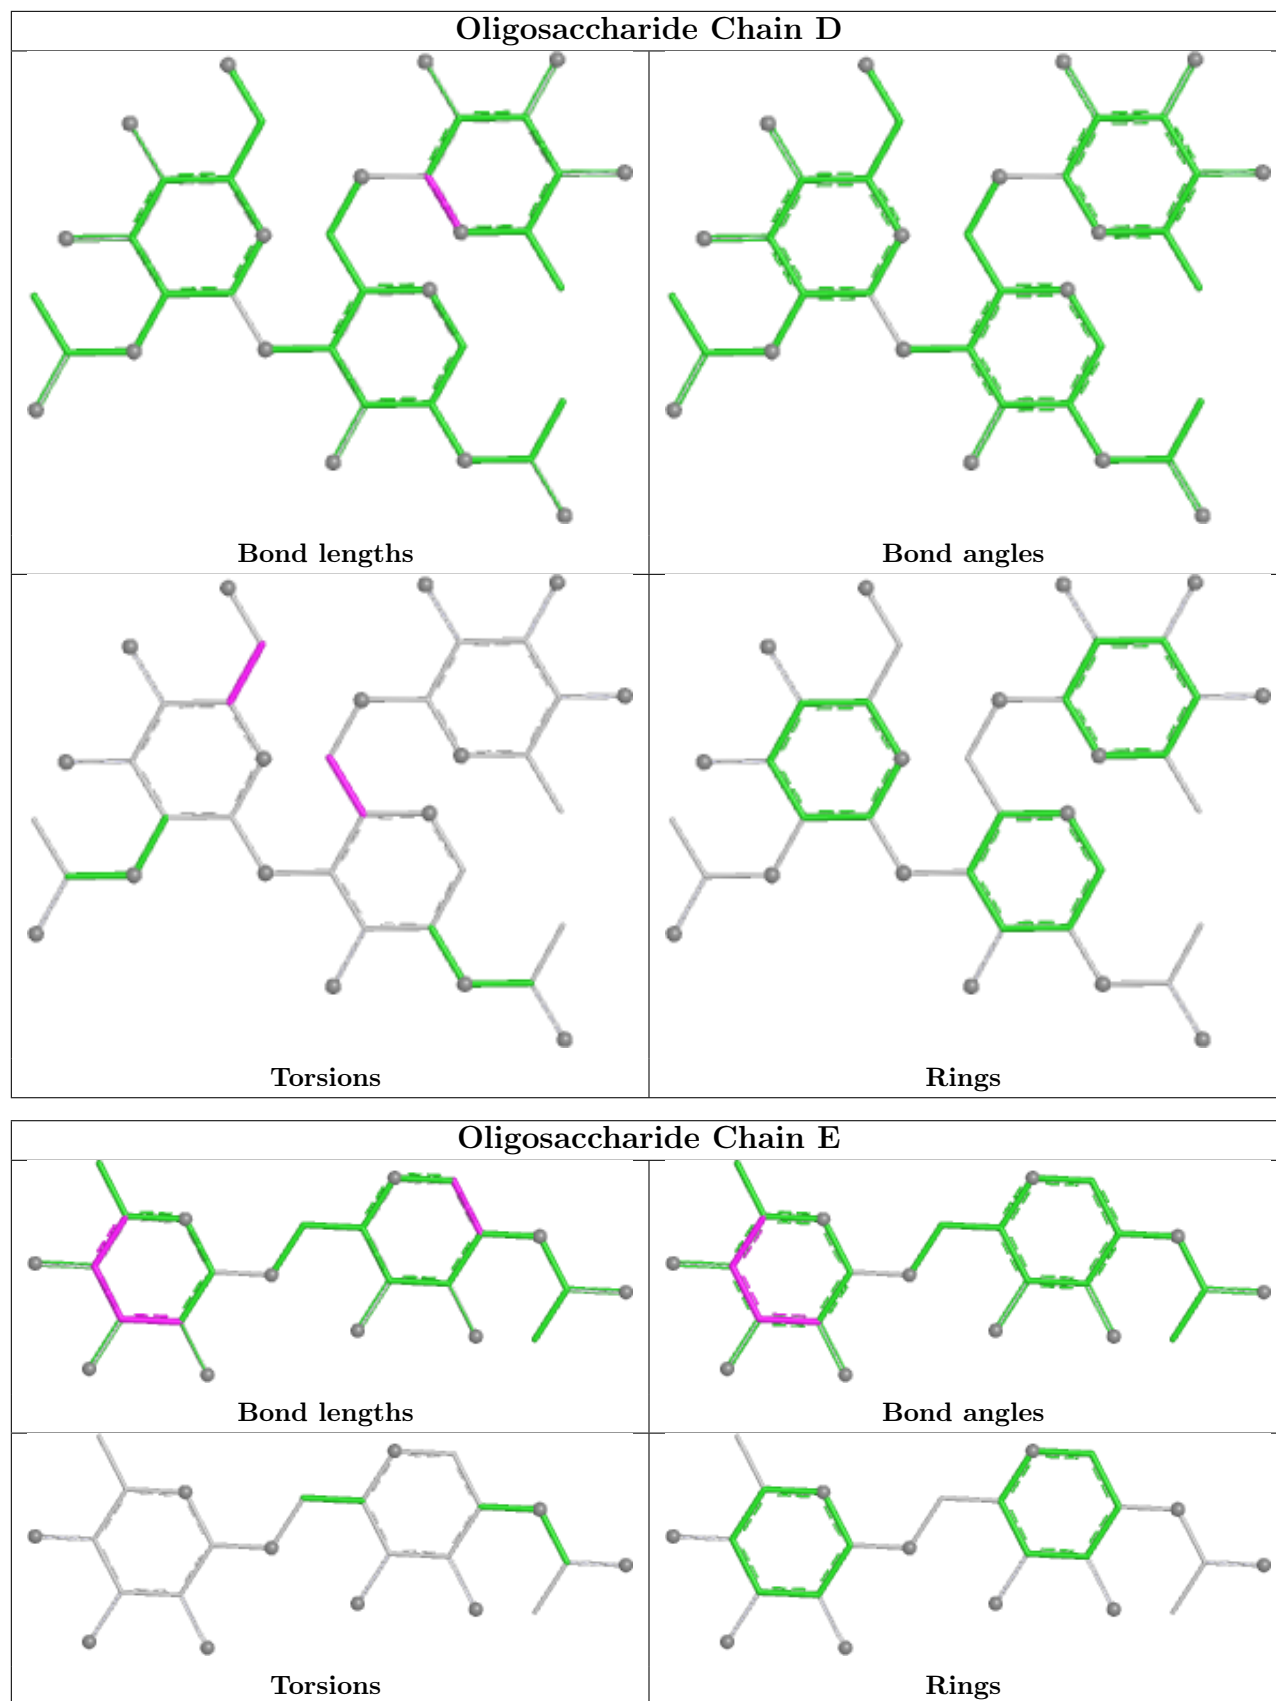 Oligosaccharide Chain D
Bond lengths
Bond angles
Torsions
Rings
Oligosaccharide Chain E
Bond lengths
Bond angles
Torsions
Rings